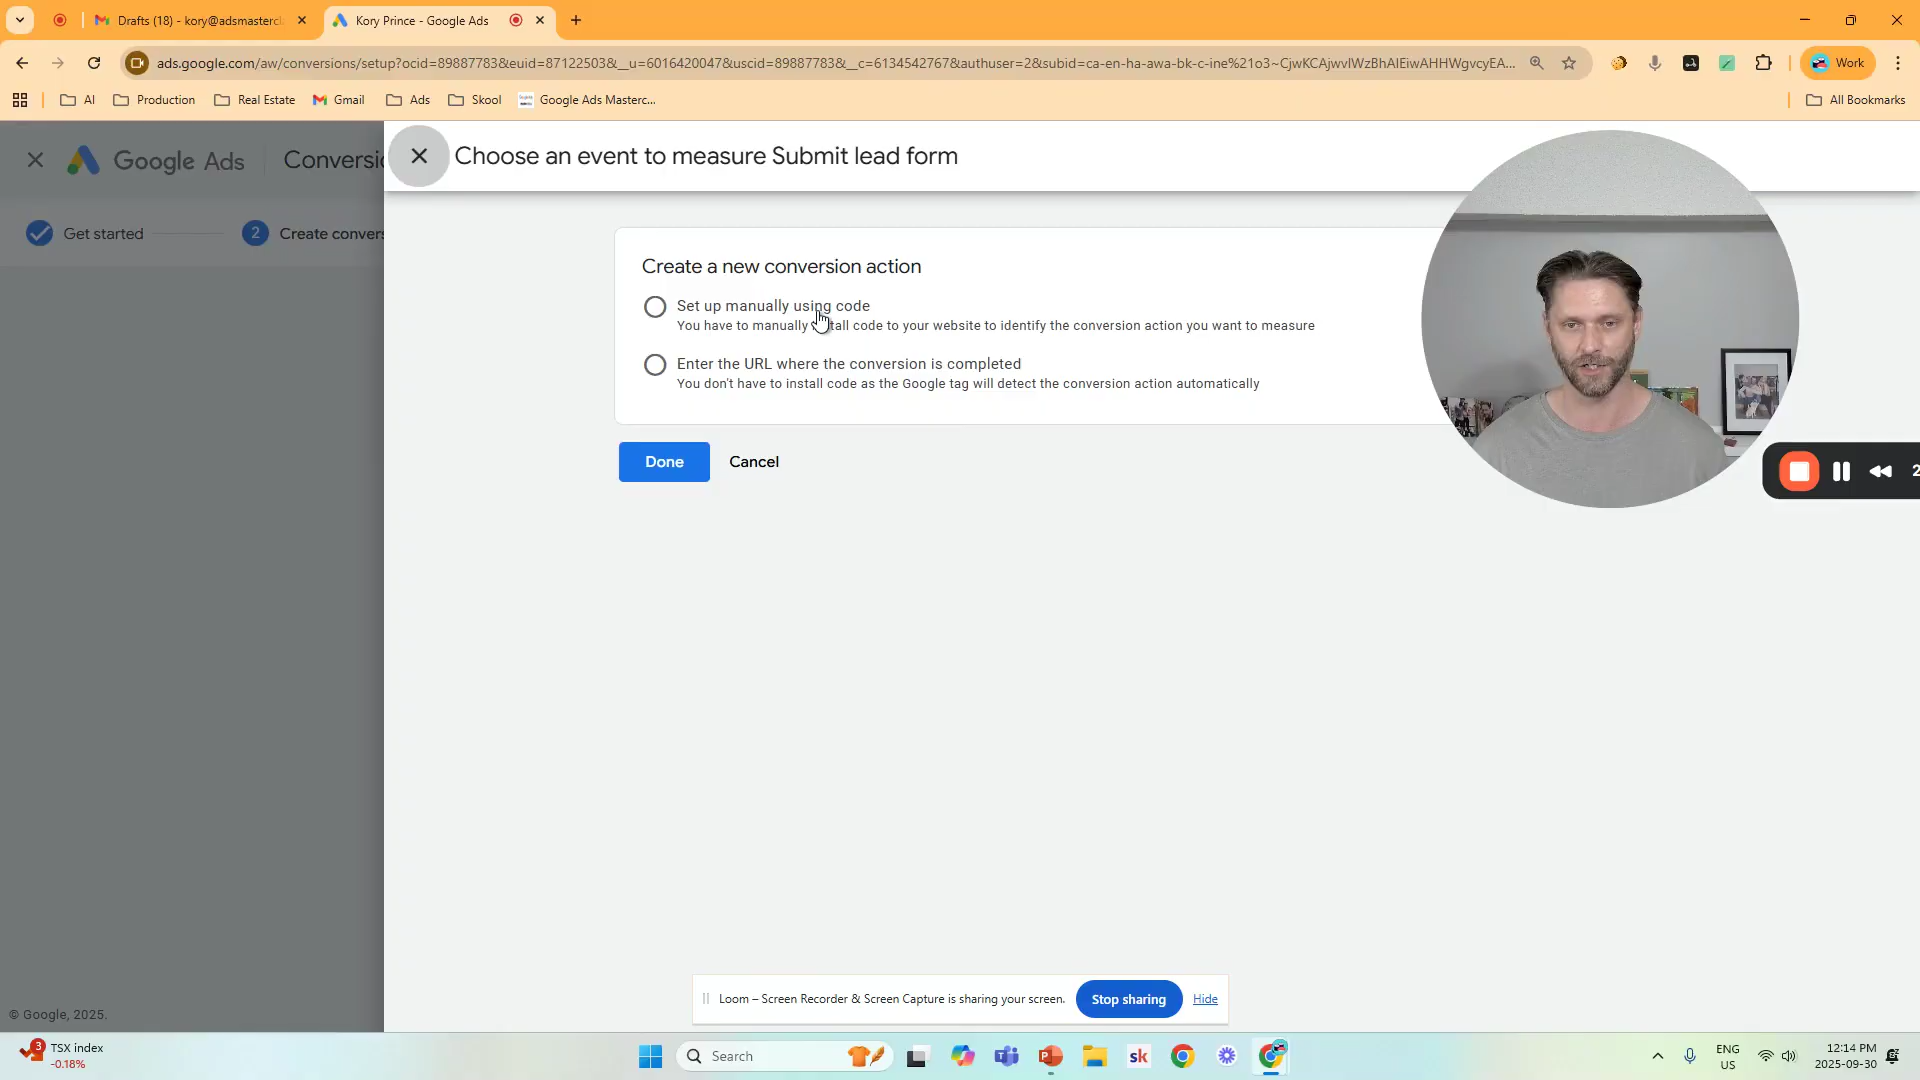 Drafts (18) - kory@adsmastercl
Kory Prince - Google Ads
ads.google.com/aw/conversions/setup?ocid=89887783&euid=87122503&__u=6016420047&uscid=89887783&__c=6134542767&authuser=2&subid=ca-en-ha-awa-bk-c-ine%21o3~CjwKCAjwvIWzBhAIEiwAHHWgvcyEA...
Work
AI
Production
Real Estate
Gmail
Ads
Skool
Google Ads Masterc...
All Bookmarks
Google Ads
Conversio
Choose an event to measure Submit lead form
Get started
2
Create convers
Create a new conversion action
Set up manually using code
You have to manually install code to your website to identify the conversion action you want to measure
Enter the URL where the conversion is completed
You don't have to install code as the Google tag will detect the conversion action automatically
Done
Cancel
2
Loom – Screen Recorder & Screen Capture is sharing your screen.
Stop sharing
Hide
© Google, 2025.
3
TSX index
-0.18%
Search
sk
ENG
US
12:14 PM
2025-09-30